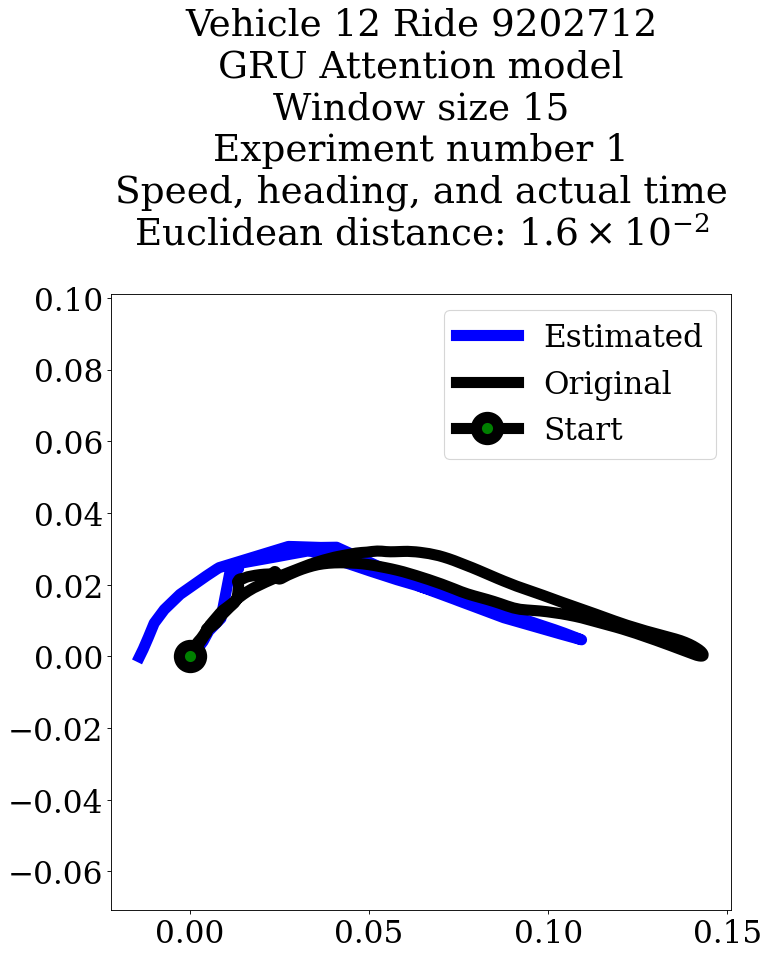 Vehicle 12 Ride 9202712
GRU Attention model
Window size 15
Experiment number 1
Speed, heading, and actual time
Euclidean distance: 1.6 × 10⁻²
0.10
0.08
0.06
0.04
0.02
0.00
−0.02
−0.04
−0.06
Estimated
Original
Start
0.00 0.05 0.10 0.15